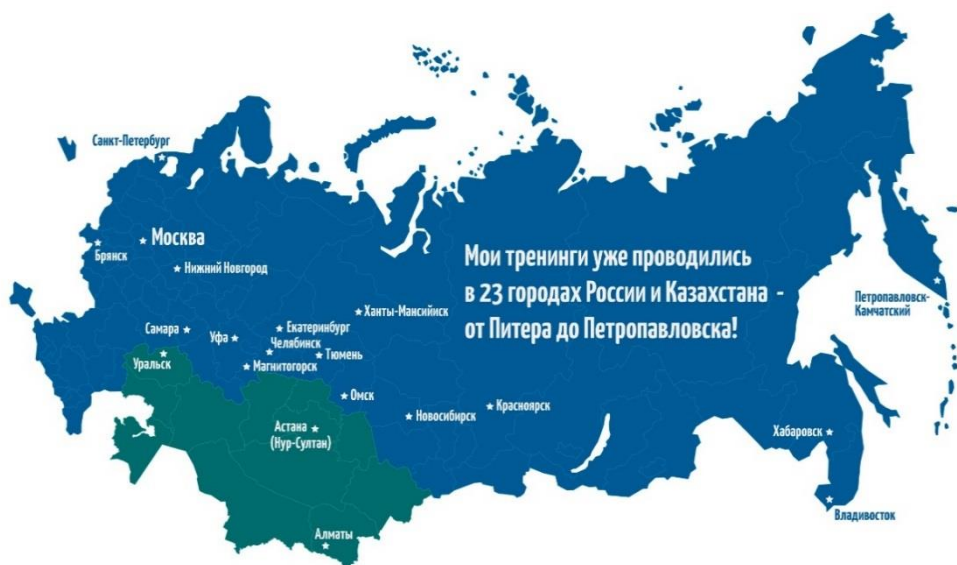 Санкт-Петербург
Москва
Брянск
Нижний Новгород
Мои тренинги уже проводились
в 23 городах России и Казахстана -
от Питера до Петропавловска!
Петропавловск-
Камчатский
Ханты-Мансийск
Самара
Уфа
Екатеринбург
Челябинск
Тюмень
Уральск
Магнитогорск
Омск
Новосибирск
Красноярск
Астана
(Нур-Султан)
Хабаровск
Владивосток
Алматы